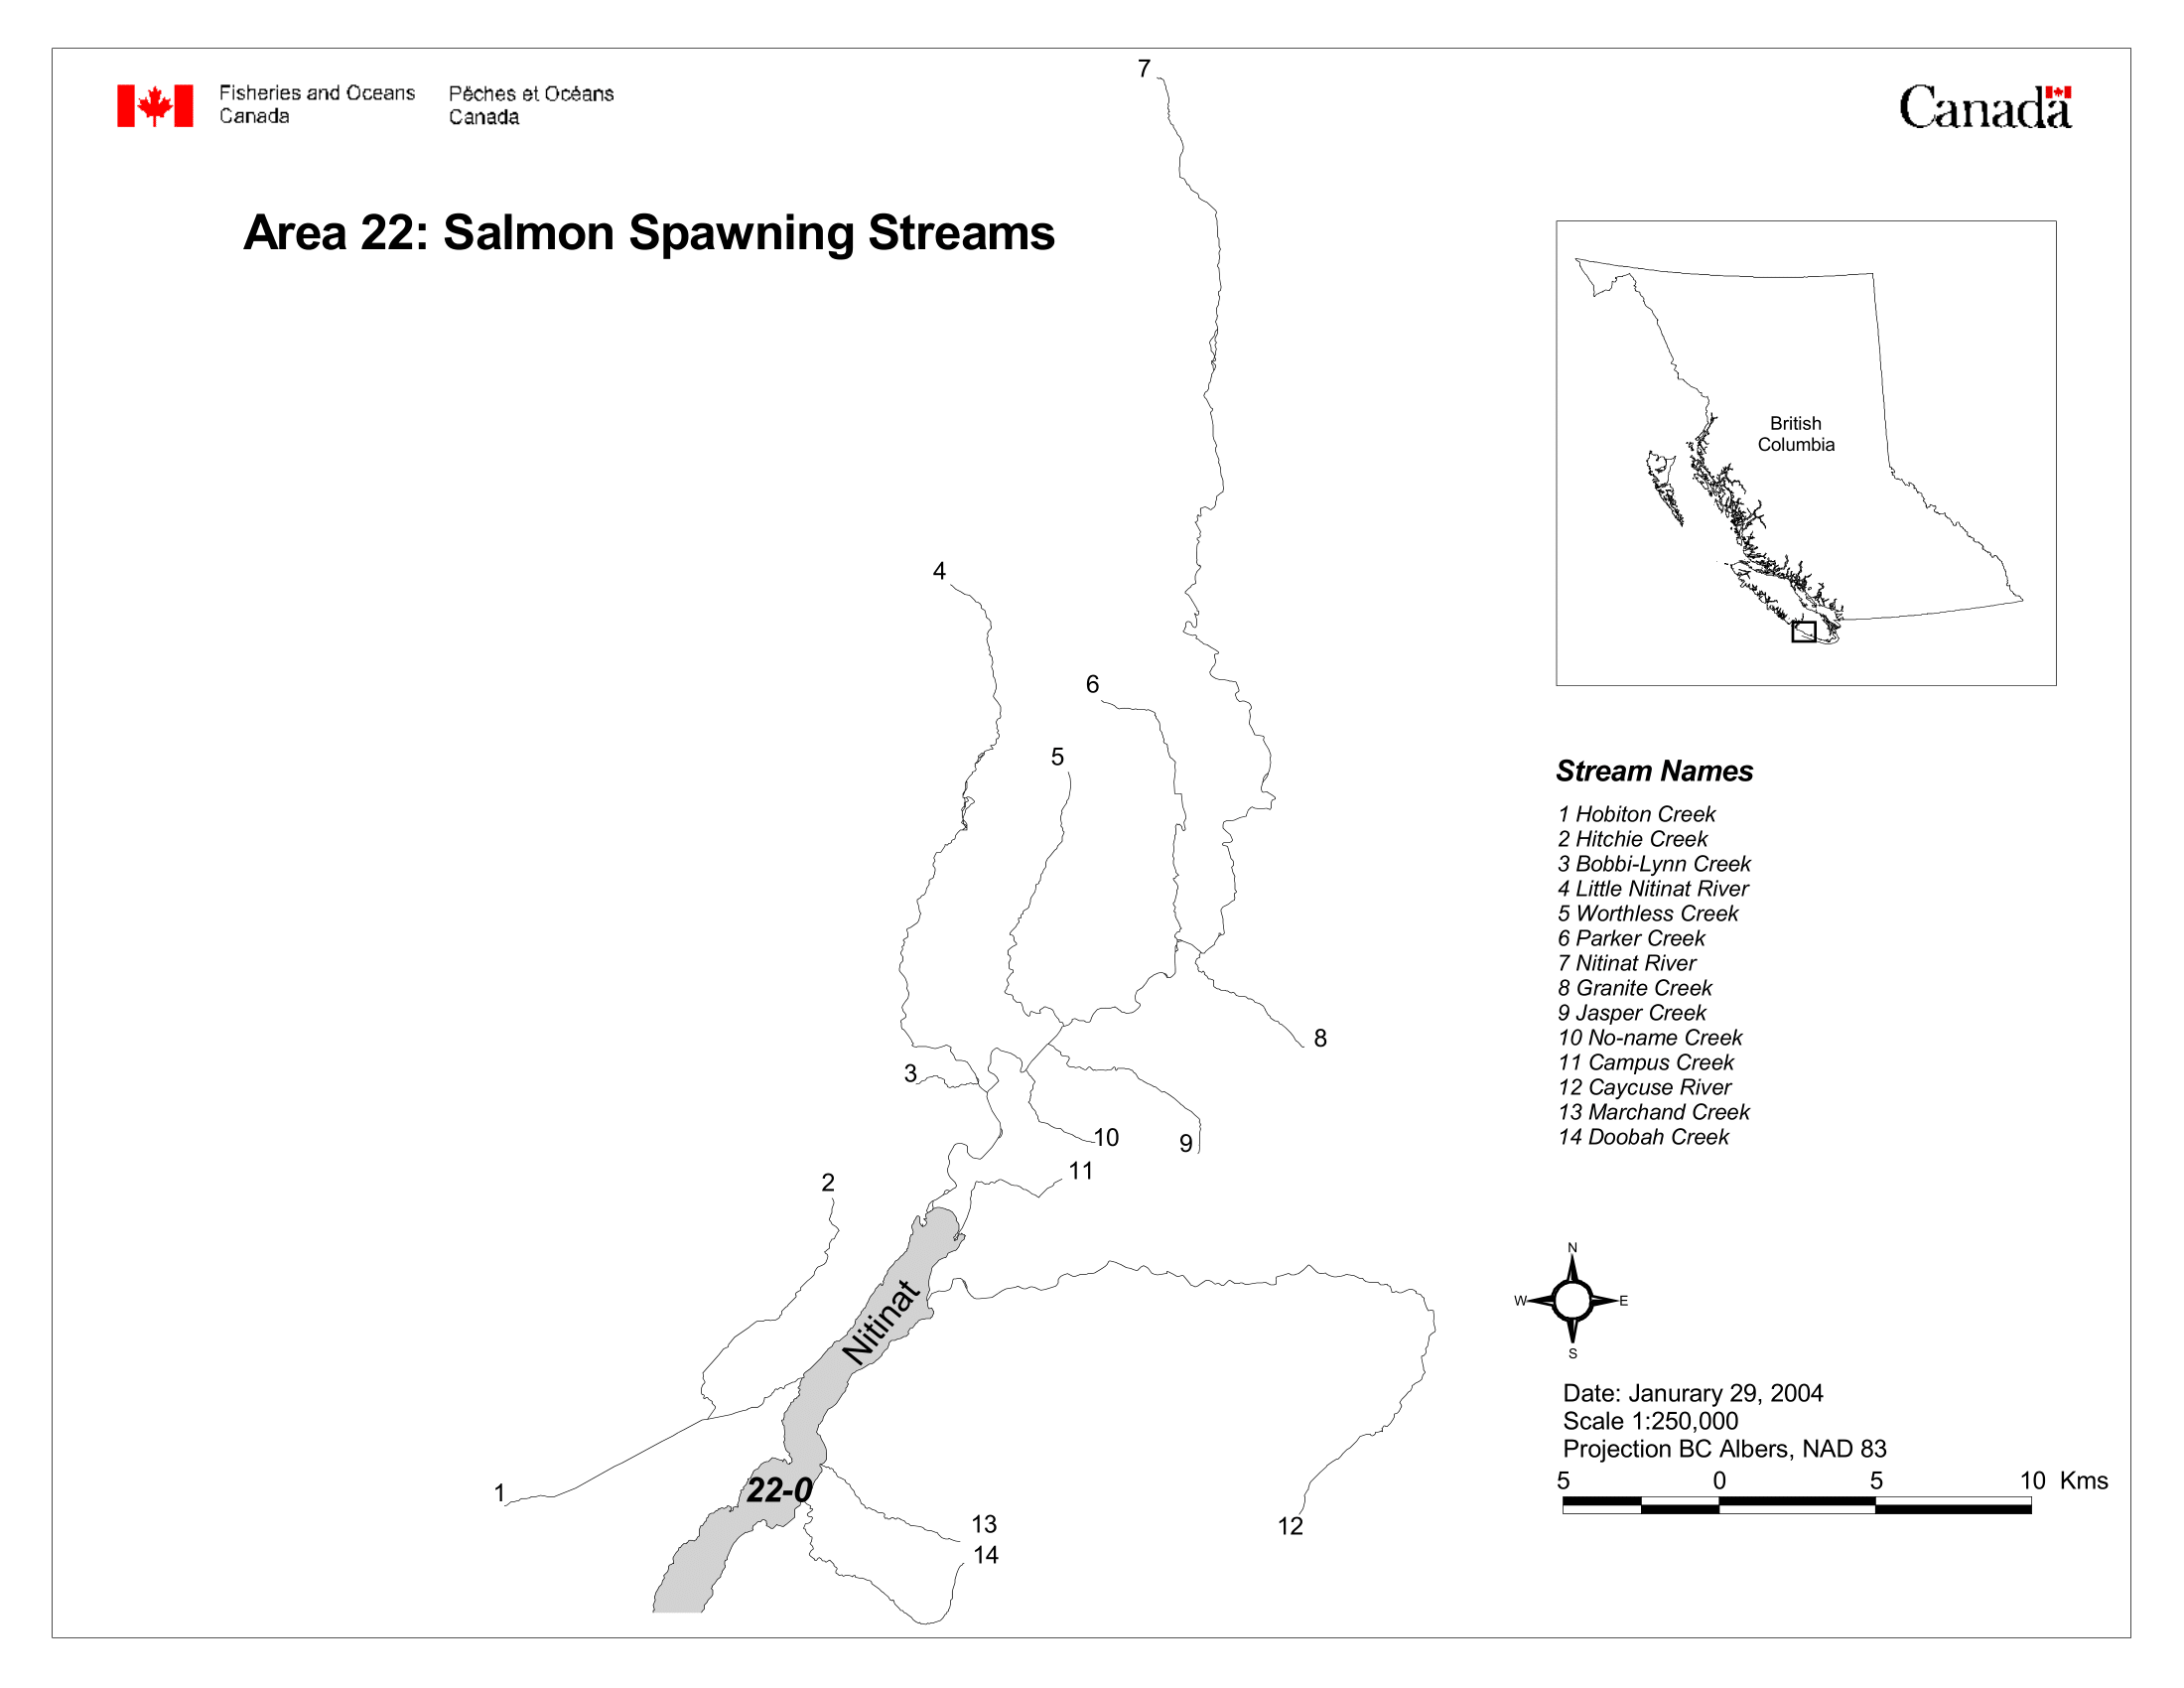 Fisheries and Oceans
Canada
Pêches et Océans
Canada
Canada
Area 22: Salmon Spawning Streams
7
4
6
5
8
3
10
9
11
2
1
12
13
14
Nitinat
22-0
British
Columbia
Stream Names
1 Hobiton Creek
2 Hitchie Creek
3 Bobbi-Lynn Creek
4 Little Nitinat River
5 Worthless Creek
6 Parker Creek
7 Nitinat River
8 Granite Creek
9 Jasper Creek
10 No-name Creek
11 Campus Creek
12 Caycuse River
13 Marchand Creek
14 Doobah Creek
N
W E
S
Date: Janurary 29, 2004
Scale 1:250,000
Projection BC Albers, NAD 83
5 0 5 10 Kms